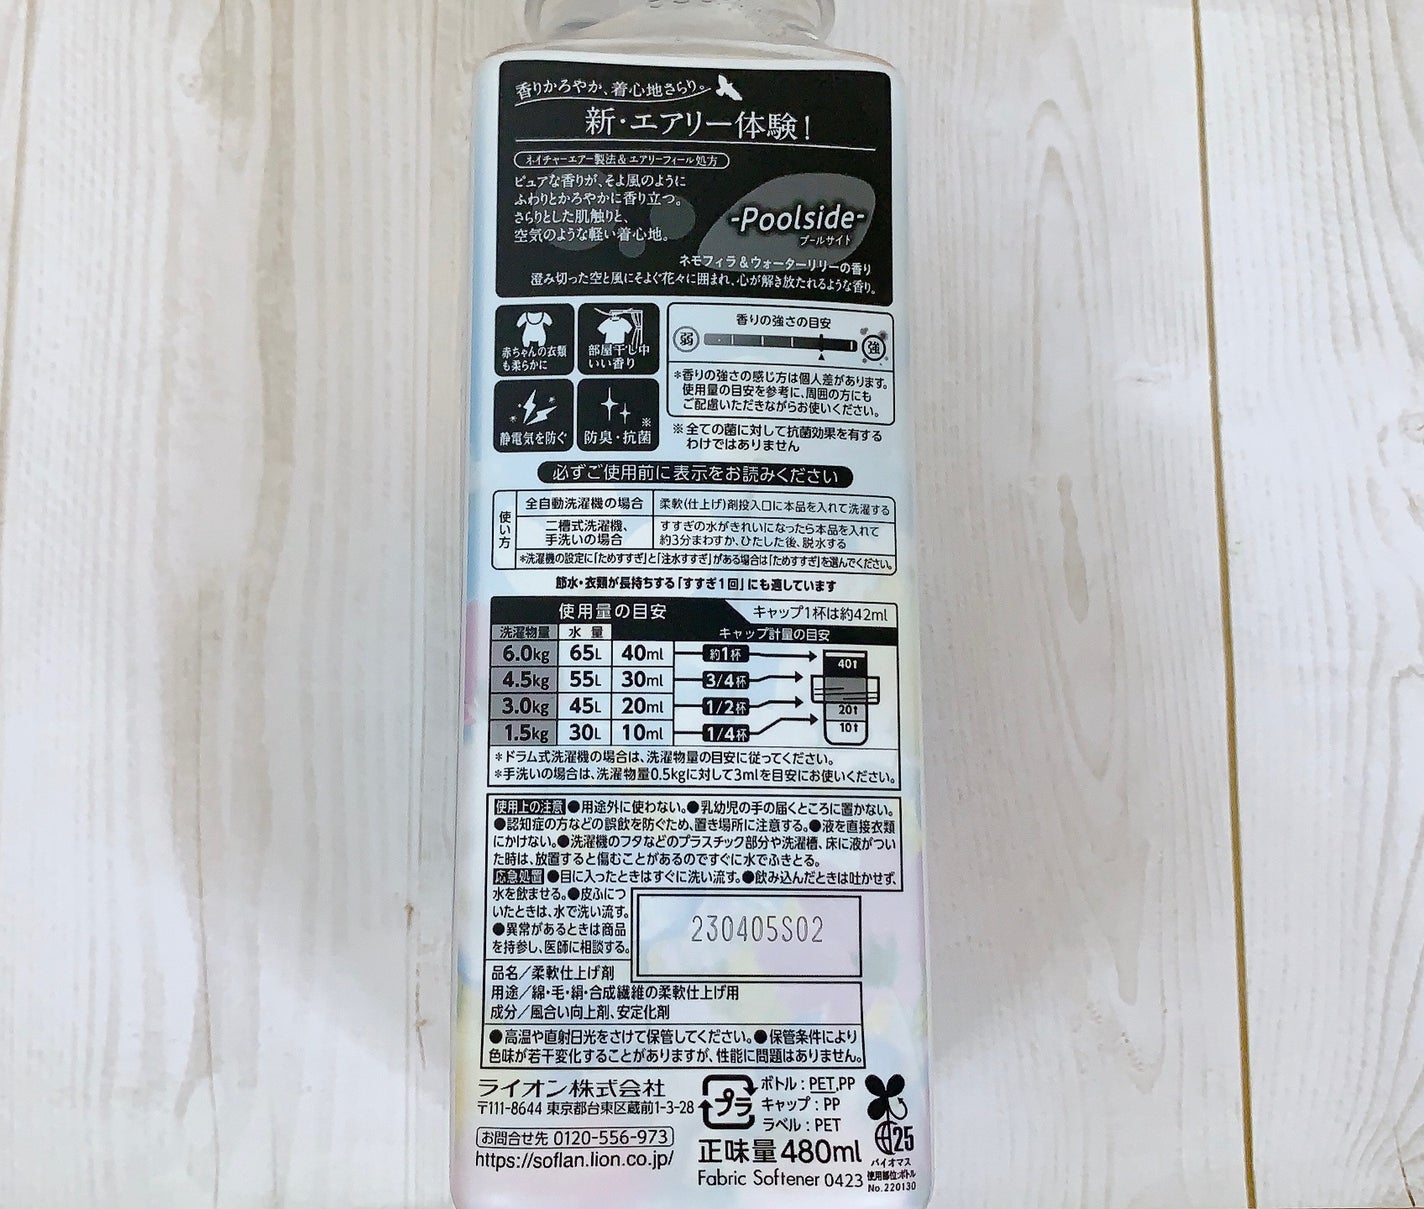 香りかろやか、着心地さらり。
新・エアリー体験！
ネイチャーエアー製法＆エアリーフィール処方
ピュアな香りが、そよ風のように
ふわりとかろやかに香り立つ。
さらりとした肌触りと、
空気のような軽い着心地。
-Poolside-
プールサイド
ネモフィラ＆ウォーターリリーの香り
澄み切った空と風にそよぐ花々に囲まれ、心が解き放たれるような香り。
赤ちゃんの衣類
も柔らかに
部屋干し中
いい香り
静電気を防ぐ
防臭・抗菌※
香りの強さの目安
弱 強
＊香りの強さの感じ方は個人差があります。
使用量の目安を参考に、周囲の方にも
ご配慮いただきながらお使いください。
※全ての菌に対して抗菌効果を有する
わけではありません
必ずご使用前に表示をお読みください
使い方
全自動洗濯機の場合 柔軟(仕上げ)剤投入口に本品を入れて洗濯する
二槽式洗濯機、
手洗いの場合
すすぎの水がきれいになったら本品を入れて
約3分まわすか、ひたした後、脱水する
＊洗濯機の設定に「ためすすぎ」と「注水すすぎ」がある場合は「ためすすぎ」を選んでください。
節水・衣類が長持ちする「すすぎ1回」にも適しています
使用量の目安 キャップ1杯は約42ml
洗濯物量 水量 キャップ計量の目安
6.0kg 65L 40ml 約1杯 40↑
4.5kg 55L 30ml 3/4杯
3.0kg 45L 20ml 1/2杯 20↑
1.5kg 30L 10ml 1/4杯 10↑
＊ドラム式洗濯機の場合は、洗濯物量の目安に従ってください。
＊手洗いの場合は、洗濯物量0.5kgに対して3mlを目安にお使いください。
使用上の注意 ●用途外に使わない。●乳幼児の手の届くところに置かない。
●認知症の方などの誤飲を防ぐため、置き場所に注意する。●液を直接衣類
にかけない。●洗濯機のフタなどのプラスチック部分や洗濯槽、床に液がつい
た時は、放置すると傷むことがあるのですぐに水でふきとる。
応急処置 ●目に入ったときはすぐに洗い流す。●飲み込んだときは吐かせず、
水を飲ませる。●皮ふにつ
いたときは、水で洗い流す。
●異常があるときは商品
を持参し、医師に相談する。
230405S02
品名／柔軟仕上げ剤
用途／綿・毛・絹・合成繊維の柔軟仕上げ用
成分／風合い向上剤、安定化剤
●高温や直射日光をさけて保管してください。●保管条件により
色味が若干変化することがありますが、性能に問題はありません。
ライオン株式会社
〒111-8644 東京都台東区蔵前1-3-28
お問合せ先 0120-556-973
https://soflan.lion.co.jp/
プラ
ボトル：PET,PP
キャップ：PP
ラベル：PET
正味量480ml
Fabric Softener 0423
25
バイオマス
使用部位:ボトル
No.220130